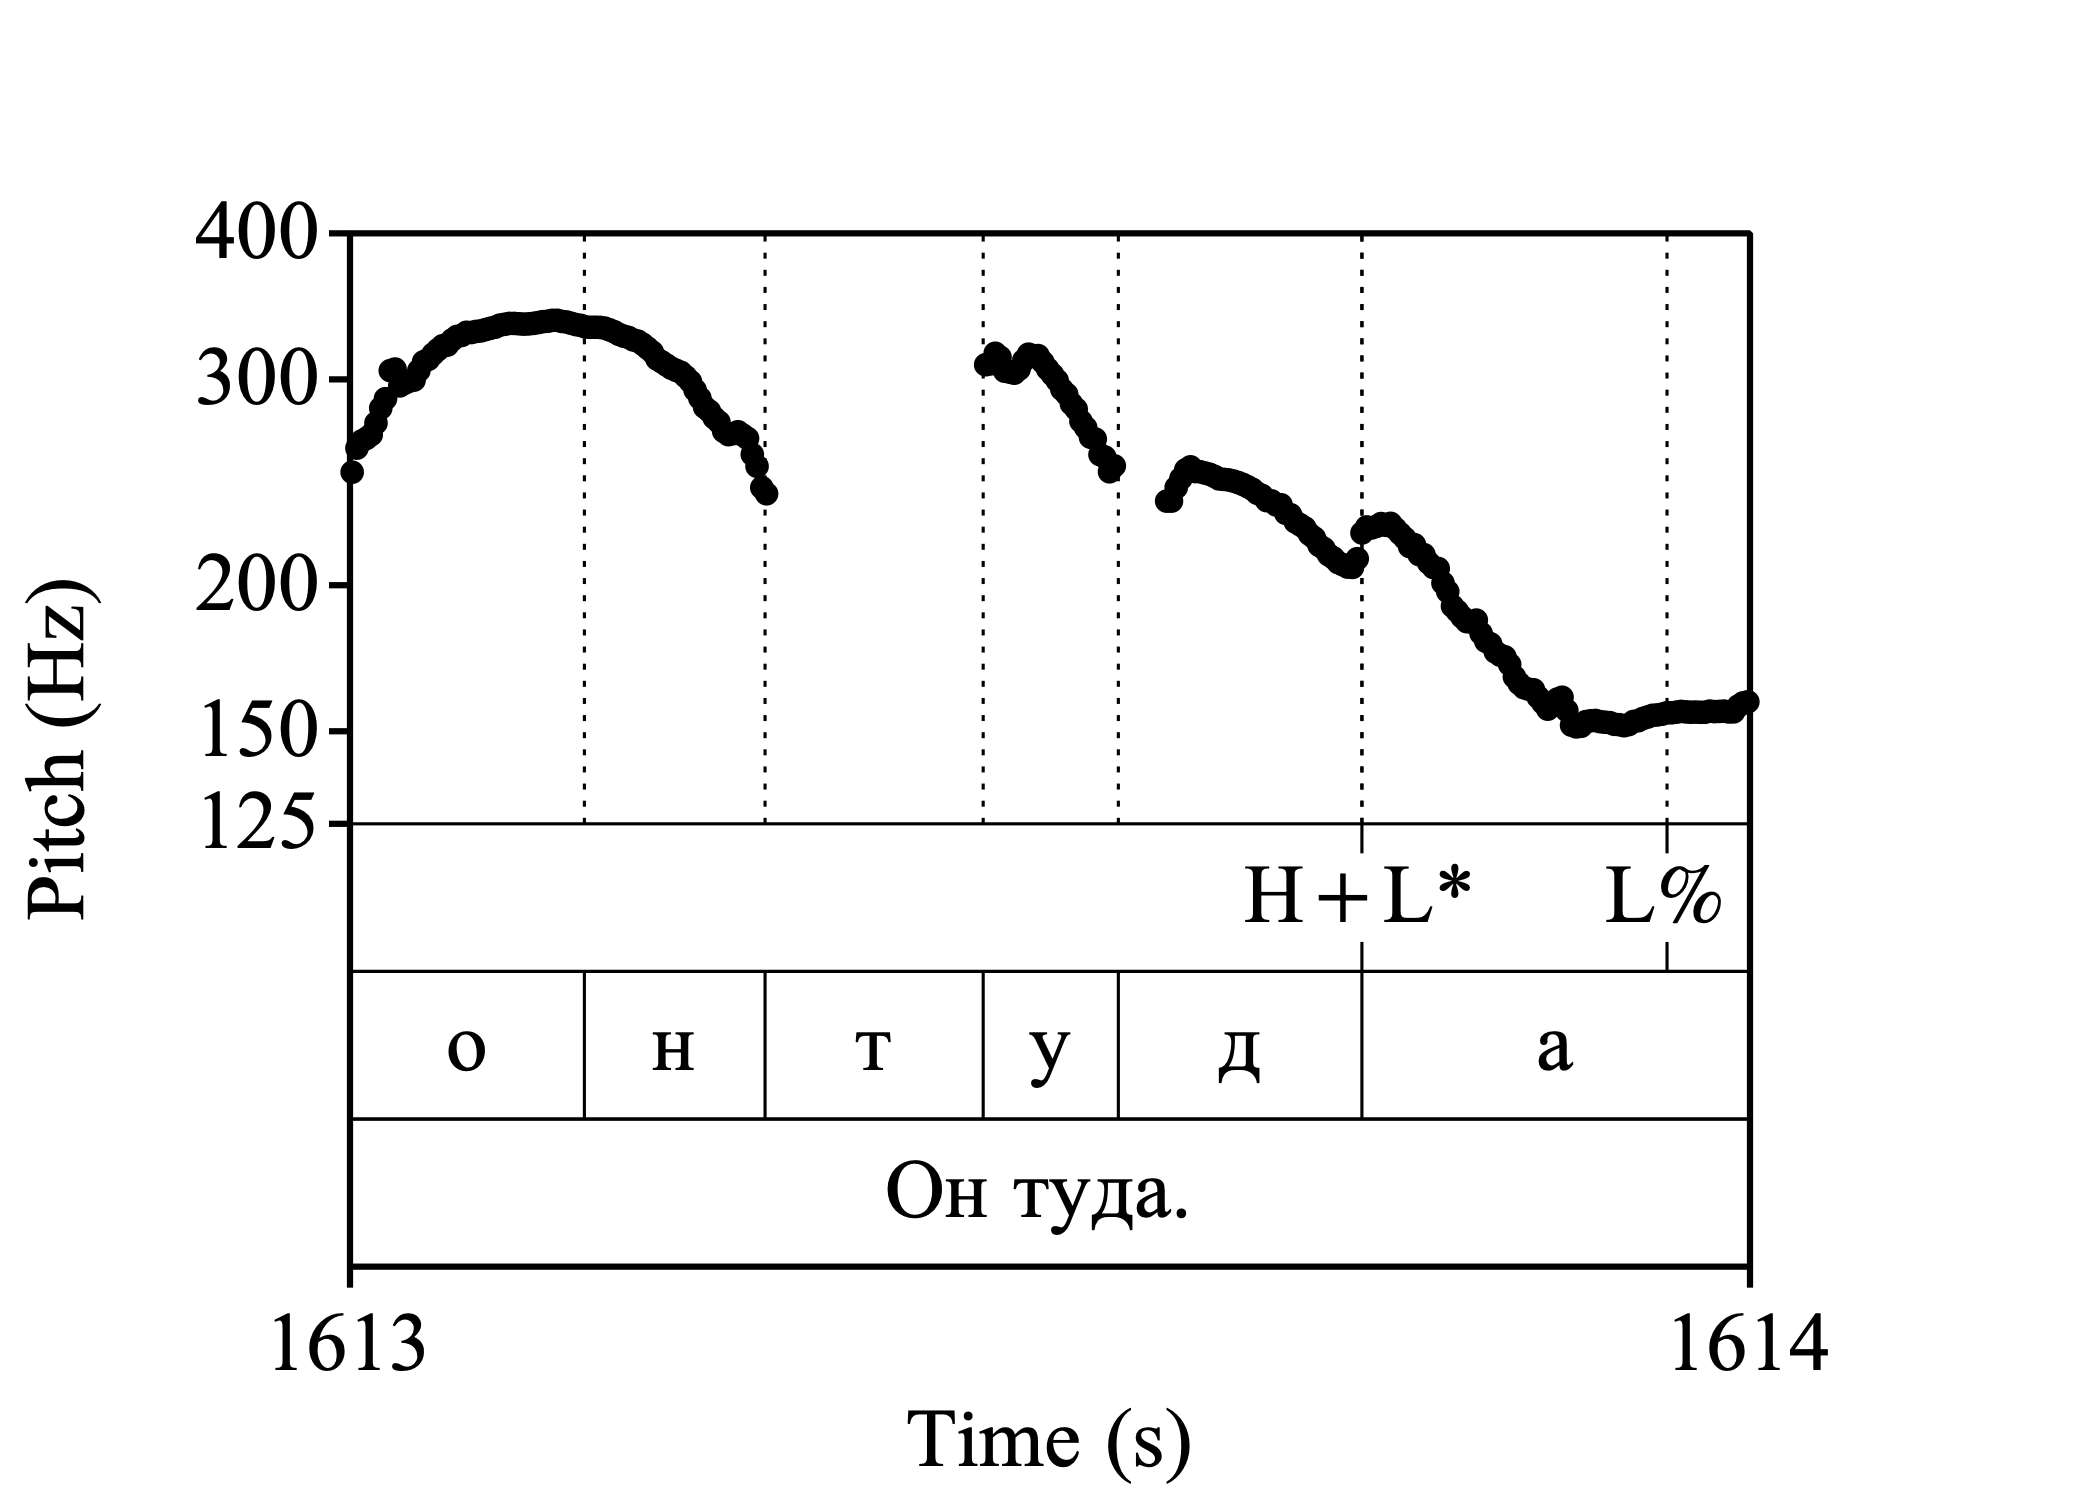 400
300
200
150
125
Pitch (Hz)
H+L* L%
о н т у д а
Он туда.
1613 1614
Time (s)